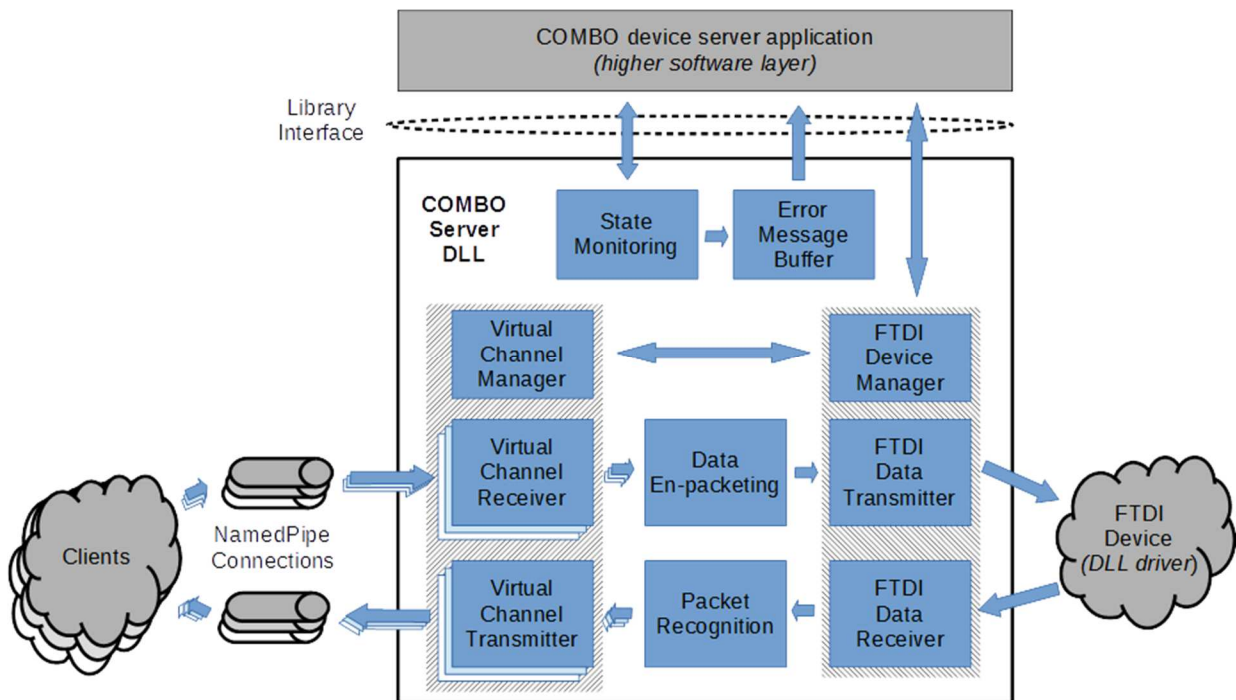 COMBO device server application
(higher software layer)
Library
Interface
COMBO
Server
DLL
State
Monitoring
Error
Message
Buffer
Virtual
Channel
Manager
FTDI
Device
Manager
Virtual
Channel
Receiver
Data
En-packeting
FTDI
Data
Transmitter
Clients
NamedPipe
Connections
FTDI
Device
(DLL driver)
Virtual
Channel
Transmitter
Packet
Recognition
FTDI
Data
Receiver